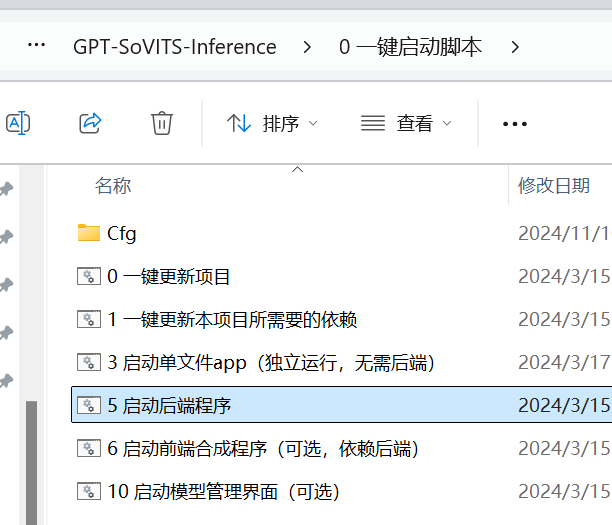 ··· GPT-SoVITS-Inference > 0 一键启动脚本 >
排序 查看 ···
名称 修改日期
Cfg 2024/11/1
0 一键更新项目 2024/3/15
1 一键更新本项目所需要的依赖 2024/3/15
3 启动单文件app（独立运行，无需后端） 2024/3/17
5 启动后端程序 2024/3/15
6 启动前端合成程序（可选，依赖后端） 2024/3/15
10 启动模型管理界面（可选） 2024/3/15